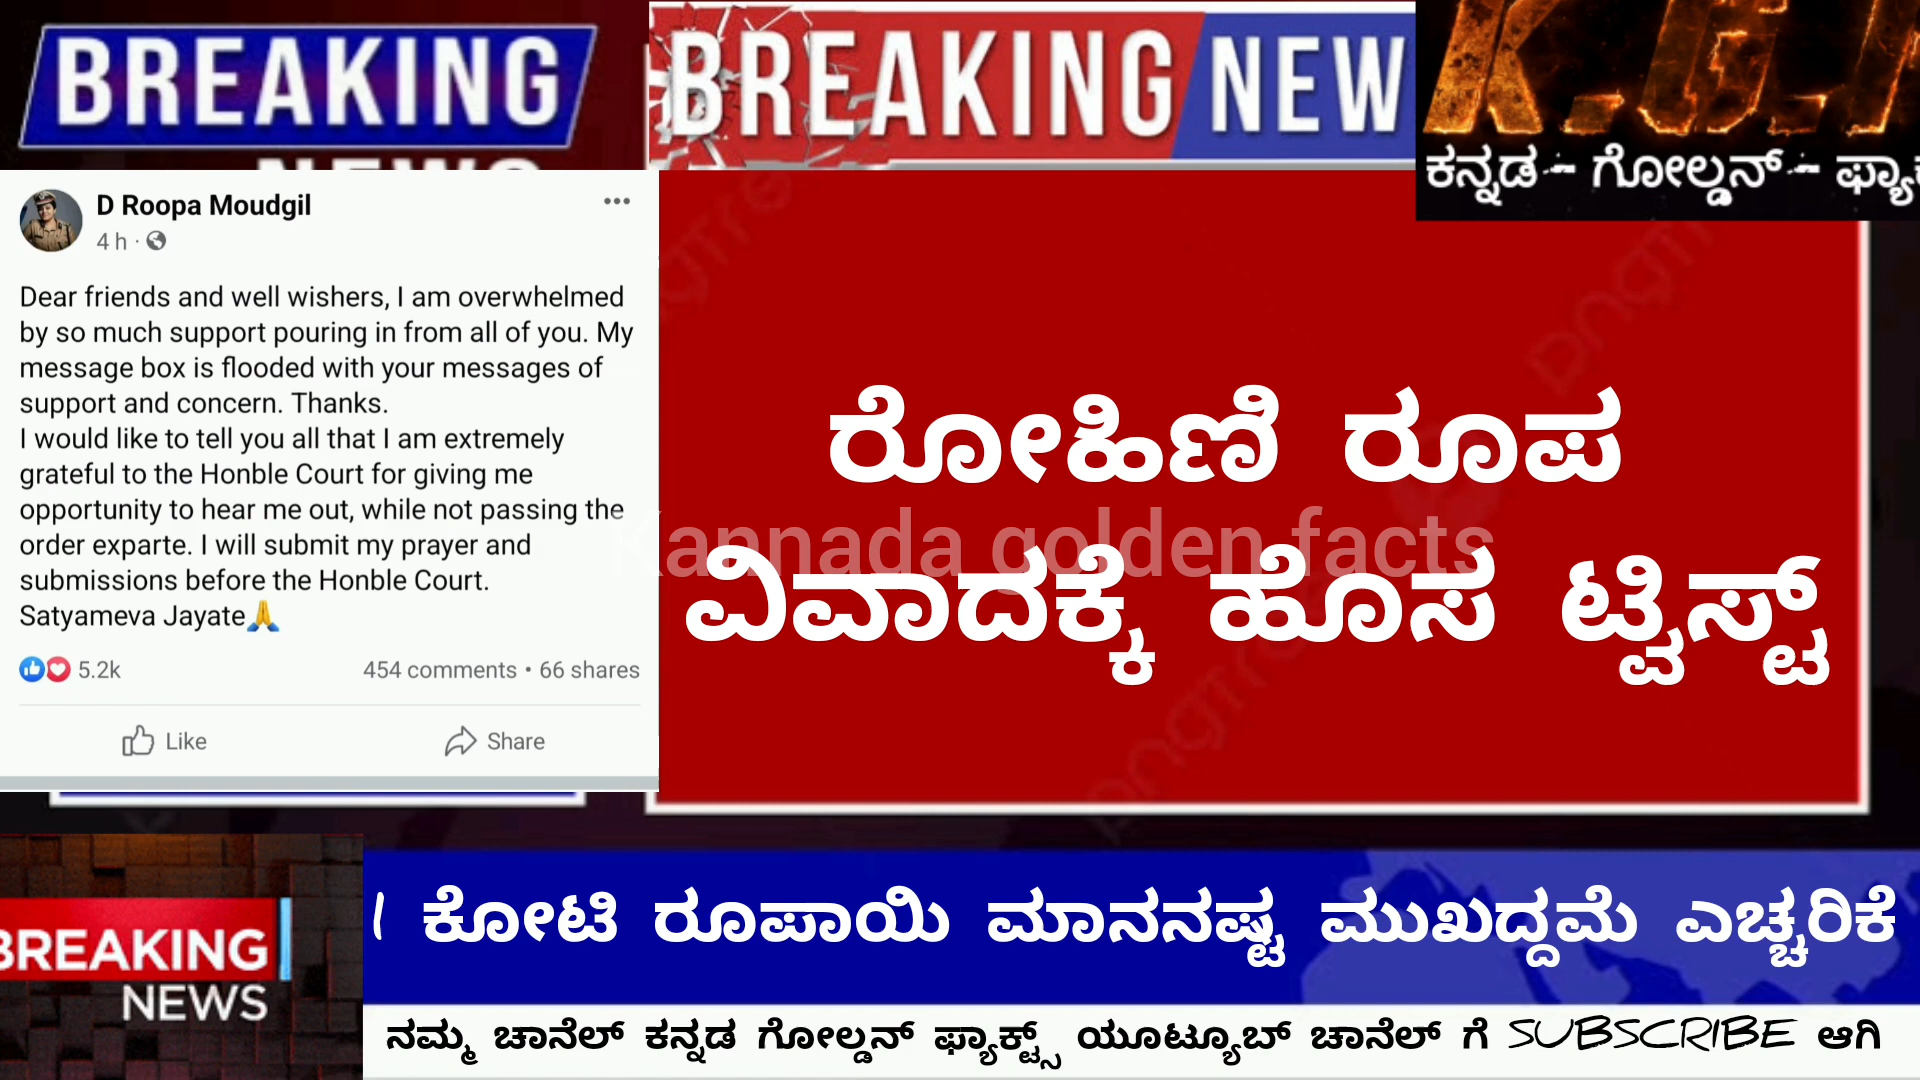 BREAKING
NEWS
BREAKING NEW
K.G.F
ಕನ್ನಡ - ಗೋಲ್ಡನ್ - ಫ್ಯಾ
D Roopa Moudgil
4 h ·
Dear friends and well wishers, I am overwhelmed
by so much support pouring in from all of you. My
message box is flooded with your messages of
support and concern. Thanks.
I would like to tell you all that I am extremely
grateful to the Honble Court for giving me
opportunity to hear me out, while not passing the
order exparte. I will submit my prayer and
submissions before the Honble Court.
Satyameva Jayate🙏
5.2k 454 comments • 66 shares
Like Share
ರೋಹಿಣಿ ರೂಪ
Kannada golden facts
ವಿವಾದಕ್ಕೆ ಹೊಸ ಟ್ವಿಸ್ಟ್
BREAKING
NEWS
1 ಕೋಟಿ ರೂಪಾಯಿ ಮಾನನಷ್ಟ ಮುಖದ್ದಮೆ ಎಚ್ಚರಿಕೆ
ನಮ್ಮ ಚಾನೆಲ್ ಕನ್ನಡ ಗೋಲ್ಡನ್ ಫ್ಯಾಕ್ಟ್ಸ್ ಯೂಟ್ಯೂಬ್ ಚಾನೆಲ್ ಗೆ SUBSCRIBE ಆಗಿ